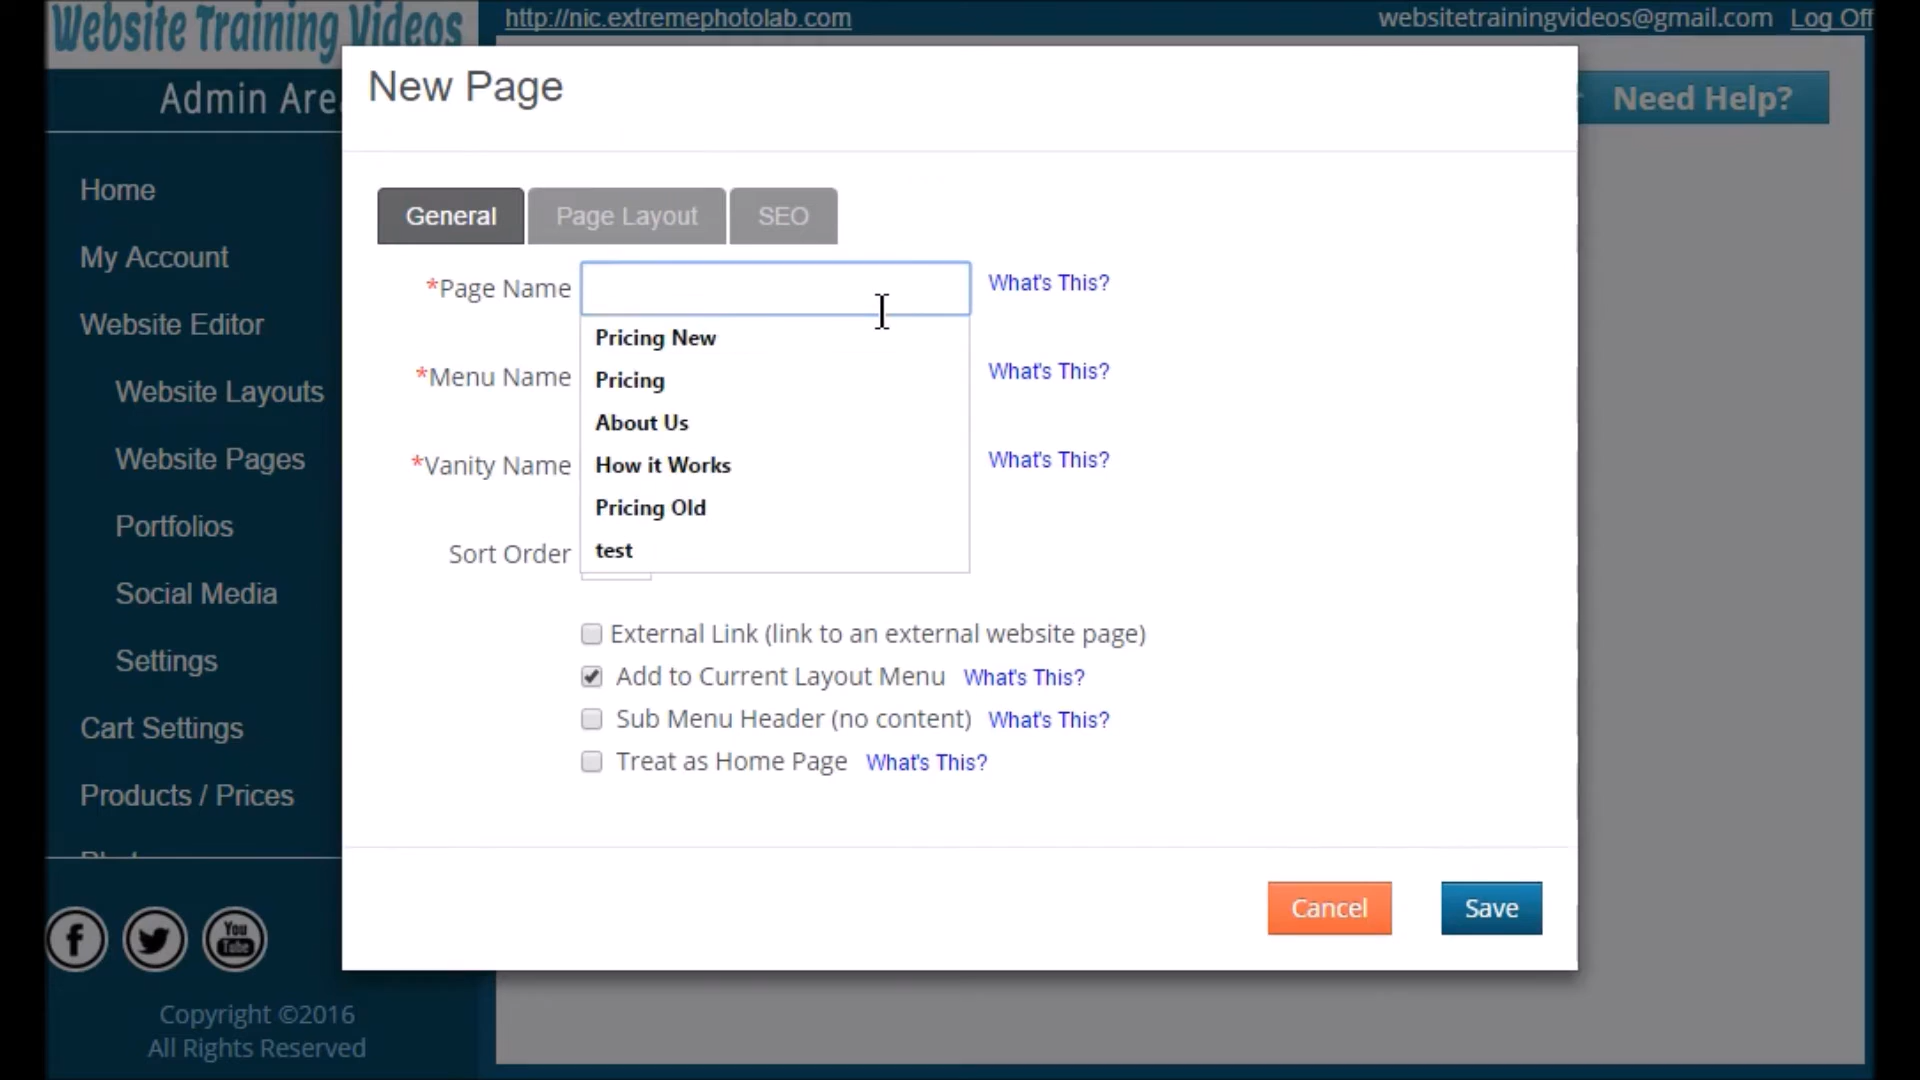 Website Training Videos
http://nic.extremephotolab.com
websitetrainingvideos@gmail.com Log Off
Admin Are
New Page
Need Help?
Home
My Account
Website Editor
Website Layouts
Website Pages
Portfolios
Social Media
Settings
Cart Settings
Products / Prices
General
Page Layout
SEO
*Page Name
What's This?
Pricing New
Pricing
About Us
How it Works
Pricing Old
test
*Menu Name
What's This?
*Vanity Name
What's This?
Sort Order
External Link (link to an external website page)
Add to Current Layout Menu What's This?
Sub Menu Header (no content) What's This?
Treat as Home Page What's This?
Cancel
Save
f
You
Tube
Copyright ©2016
All Rights Reserved